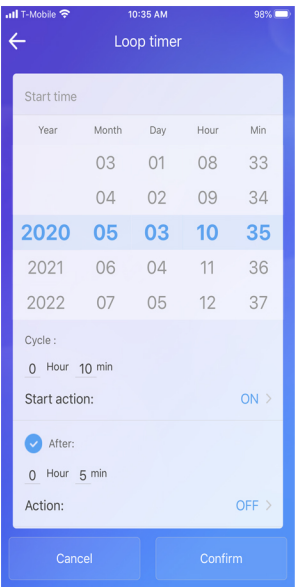 T-Mobile 10:35 AM 98%
Loop timer
Start time
Year Month Day Hour Min
03 01 08 33
04 02 09 34
2020 05 03 10 35
2021 06 04 11 36
2022 07 05 12 37
Cycle :
0 Hour 10 min
Start action: ON >
After:
0 Hour 5 min
Action: OFF >
Cancel Confirm